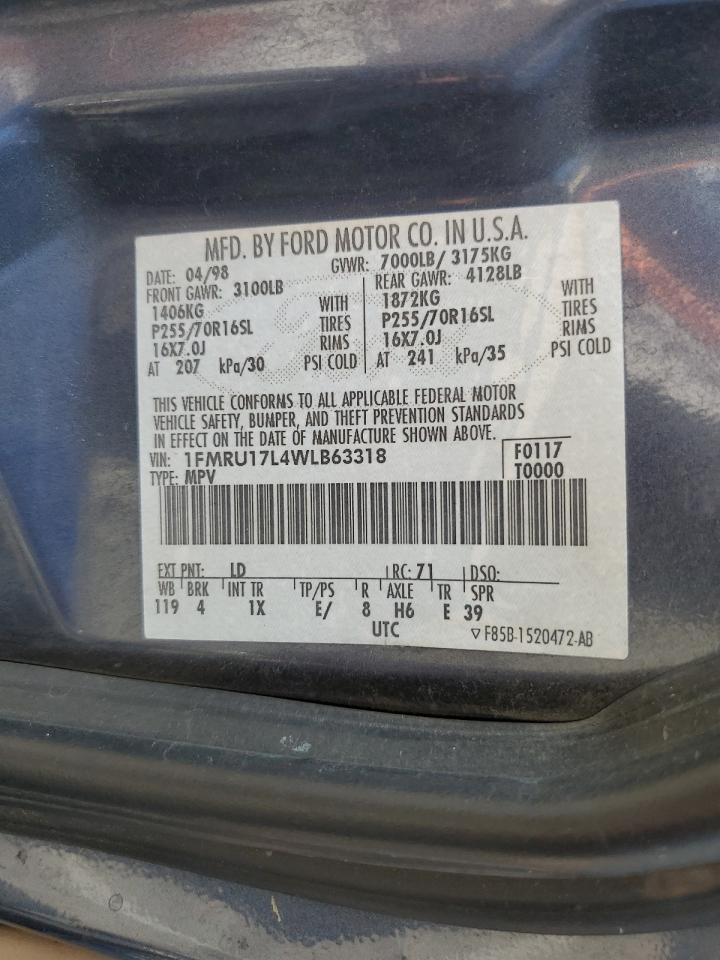 MFD. BY FORD MOTOR CO. IN U.S.A.
DATE: 04/98 GVWR: 7000LB/ 3175KG
FRONT GAWR: 3100LB REAR GAWR: 4128LB
1406KG WITH 1872KG WITH
P255/70R16SL TIRES P255/70R16SL TIRES
16X7.0J RIMS 16X7.0J RIMS
AT 207 kPa/30 PSI COLD AT 241 kPa/35 PSI COLD
THIS VEHICLE CONFORMS TO ALL APPLICABLE FEDERAL MOTOR
VEHICLE SAFETY, BUMPER, AND THEFT PREVENTION STANDARDS
IN EFFECT ON THE DATE OF MANUFACTURE SHOWN ABOVE.
VIN: 1FMRU17L4WLB63318 F0117
TYPE: MPV T0000
EXT PNT: LD RC: 71 DSO:
WB BRK INT TR TP/PS R AXLE TR SPR
119 4 1X E/ 8 H6 E 39
UTC ▽ F85B-1520472-AB